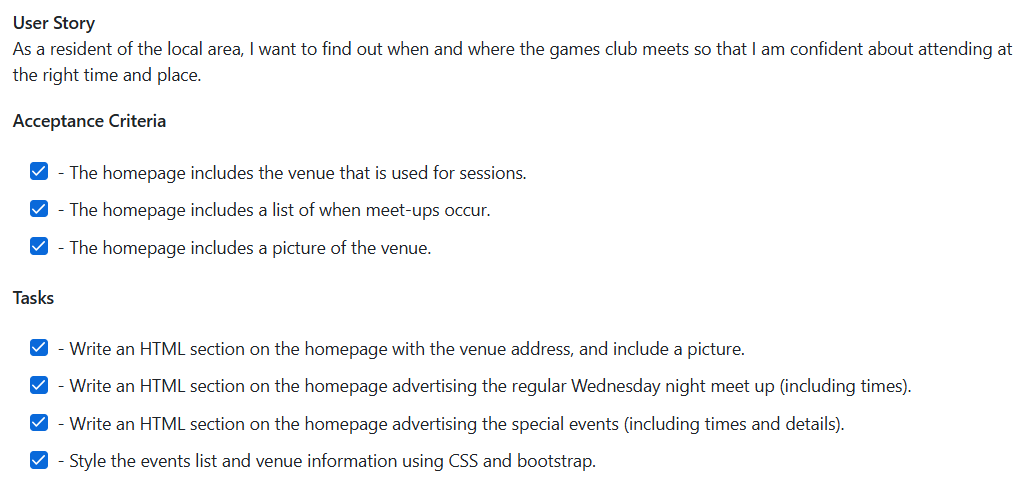 User Story
As a resident of the local area, I want to find out when and where the games club meets so that I am confident about attending at
the right time and place.
Acceptance Criteria
- The homepage includes the venue that is used for sessions.
- The homepage includes a list of when meet-ups occur.
- The homepage includes a picture of the venue.
Tasks
- Write an HTML section on the homepage with the venue address, and include a picture.
- Write an HTML section on the homepage advertising the regular Wednesday night meet up (including times).
- Write an HTML section on the homepage advertising the special events (including times and details).
- Style the events list and venue information using CSS and bootstrap.